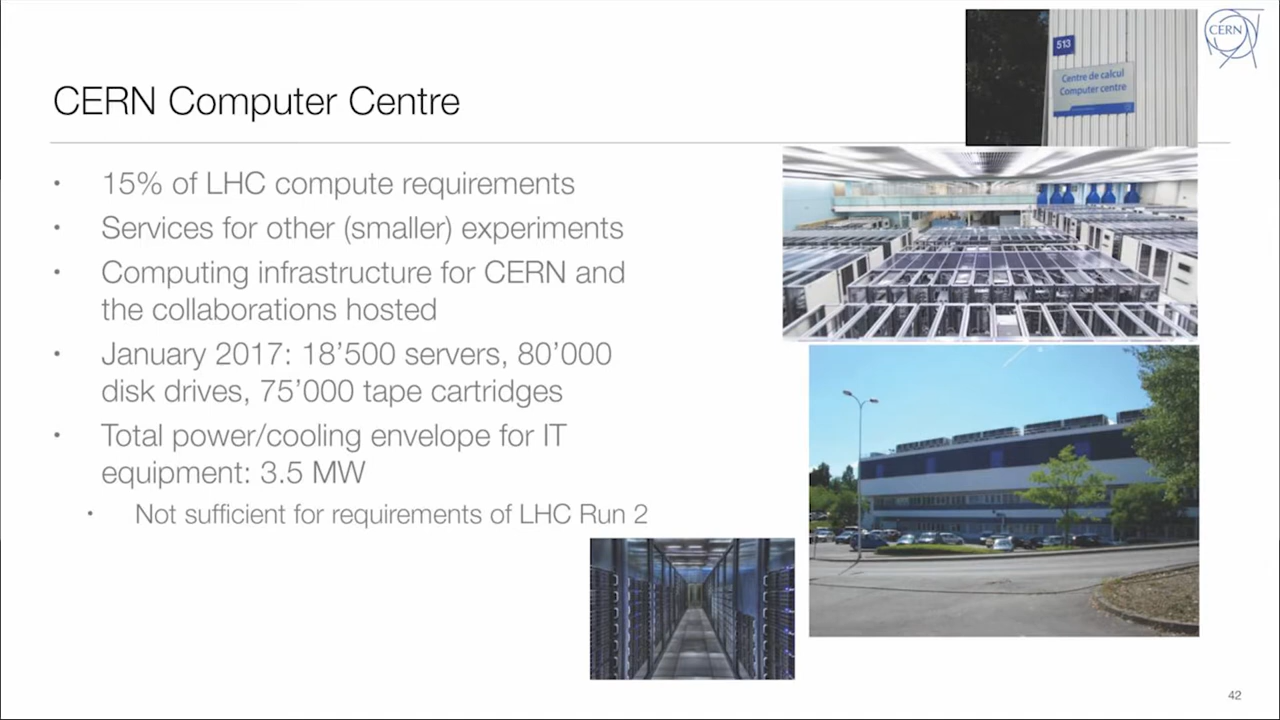 CERN
513
Centre de calcul
Computer centre
CERN Computer Centre
• 15% of LHC compute requirements
• Services for other (smaller) experiments
• Computing infrastructure for CERN and
the collaborations hosted
• January 2017: 18’500 servers, 80’000
disk drives, 75’000 tape cartridges
• Total power/cooling envelope for IT
equipment: 3.5 MW
• Not sufficient for requirements of LHC Run 2
42